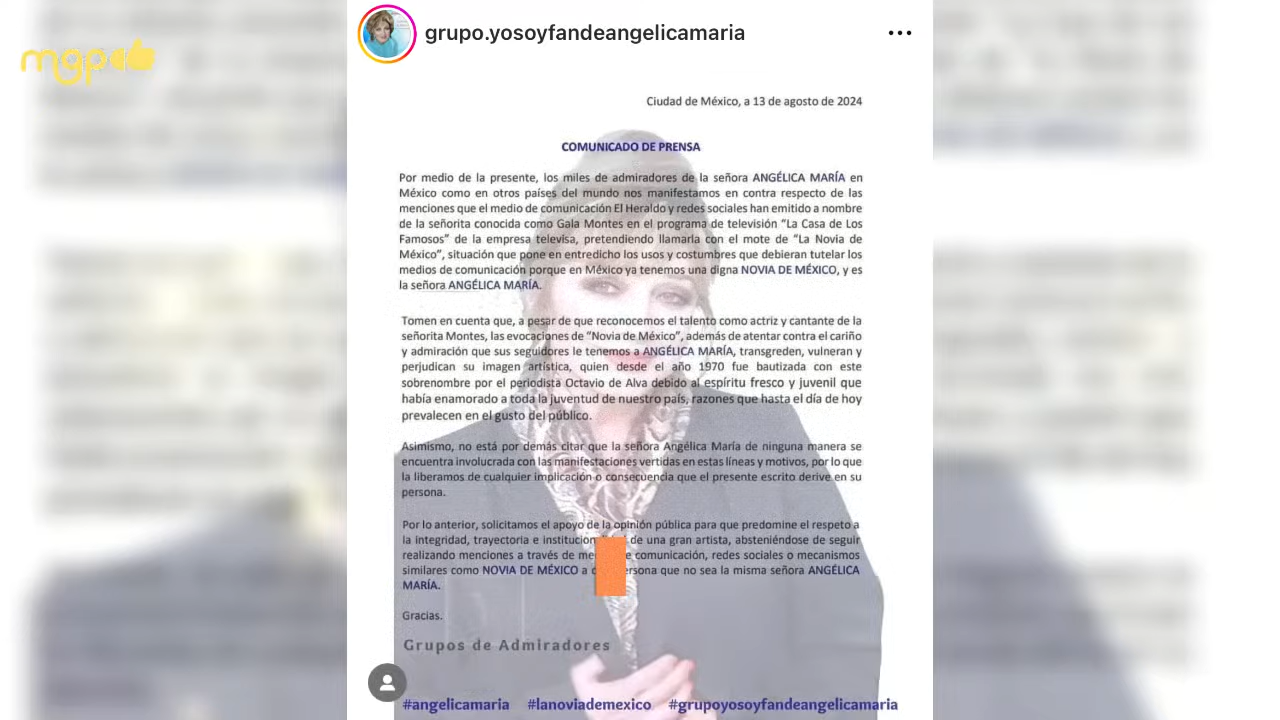 mgp
grupo.yosoyfandeangelicamaria
Ciudad de México, a 13 de agosto de 2024
COMUNICADO DE PRENSA
Por medio de la presente, los miles de admiradores de la señora ANGÉLICA MARÍA en
México como en otros países del mundo nos manifestamos en contra respecto de las
menciones que el medio de comunicación El Heraldo y redes sociales han emitido a nombre
de la señorita conocida como Gala Montes en el programa de televisión “La Casa de Los
Famosos” de la empresa televisa, pretendiendo llamarla con el mote de “La Novia de
México”, situación que pone en entredicho los usos y costumbres que debieran tutelar los
medios de comunicación porque en México ya tenemos una digna NOVIA DE MÉXICO, y es
la señora ANGÉLICA MARÍA.
Tomen en cuenta que, a pesar de que reconocemos el talento como actriz y cantante de la
señorita Montes, las evocaciones de “Novia de México”, además de atentar contra el cariño
y admiración que sus seguidores le tenemos a ANGÉLICA MARÍA, transgreden, vulneran y
perjudican su imagen artística, quien desde el año 1970 fue bautizada con este
sobrenombre por el periodista Octavio de Alva debido al espíritu fresco y juvenil que
había enamorado a toda la juventud de nuestro país, razones que hasta el día de hoy
prevalecen en el gusto del público.
Asimismo, no está por demás citar que la señora Angélica María de ninguna manera se
encuentra involucrada con las manifestaciones vertidas en estas líneas y motivos, por lo que
la liberamos de cualquier implicación o consecuencia que el presente escrito derive en su
persona.
Por lo anterior, solicitamos el apoyo de la opinión pública para que predomine el respeto a
la integridad, trayectoria e de una gran artista, absteniéndose de seguir
realizando menciones a través de comunicación, redes sociales o mecanismos
similares como NOVIA DE MÉXICO a que no sea la misma señora ANGÉLICA
MARÍA.
Gracias.
Grupos de Admiradores
#angelicamaria #lanoviademexico #grupoyosoyfandeangelicamaria